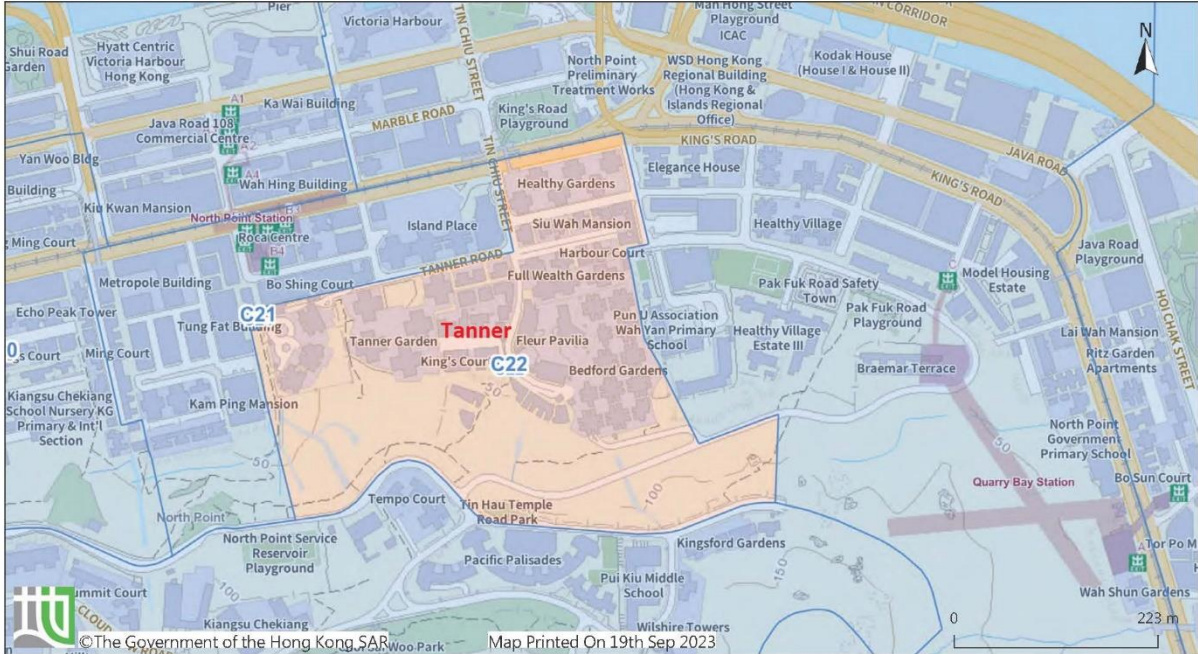 Pier
Victoria Harbour
Man Hong Street
Playground
ICAC
N CORRIDOR
N
Shui Road
Garden
Hyatt Centric
Victoria Harbour
Hong Kong
TIN CHIU STREET
North Point
Preliminary
Treatment Works
WSD Hong Kong
Regional Building
(Hong Kong &
Islands Regional
Office)
Kodak House
(House I & House II)
A1
Ka Wai Building
King's Road
Playground
Java Road 108
Commercial Centre
MARBLE ROAD
KING'S ROAD
JAVA ROAD
Yan Woo Bldg
A4
TIN CHIU STREET
Elegance House
KING'S ROAD
Building
Wah Hing Building
Healthy Gardens
Kiu Kwan Mansion
North Point Station
B3
Island Place
Siu Wah Mansion
Healthy Village
g Ming Court
Roca Centre
B4
Harbour Court
Java Road
Playground
TANNER ROAD
C
Metropole Building
Bo Shing Court
Full Wealth Gardens
Pak Fuk Road Safety
Town
Model Housing
Estate
HOI CHAK STREET
Echo Peak Tower
C21
Tung Fat Building
Tanner
Pun U Association
Wah Yan Primary
School
Pak Fuk Road
Playground
Lai Wah Mansion
0
gs Court
Ming Court
Tanner Garden
Fleur Pavilia
Healthy Village
Estate III
Ritz Garden
Apartments
King's Court
C22
Bedford Gardens
Braemar Terrace
Kiangsu Chekiang
School Nursery KG
Primary & Int'l
Section
Kam Ping Mansion
50
50
50
North Point
Government
Primary School
Quarry Bay Station
Bo Sun Court
100
Tempo Court
Tin Hau Temple
Road Park
North Point
North Point Service
Reservoir
Playground
Kingsford Gardens
A
Tor Po M
Pacific Palisades
150
100
Pui Kiu Middle
School
Wah Shun Gardens
ummit Court
Kiangsu Chekiang
Wilshire Towers
0
223 m
©The Government of the Hong Kong SAR
Map Printed On 19th Sep 2023